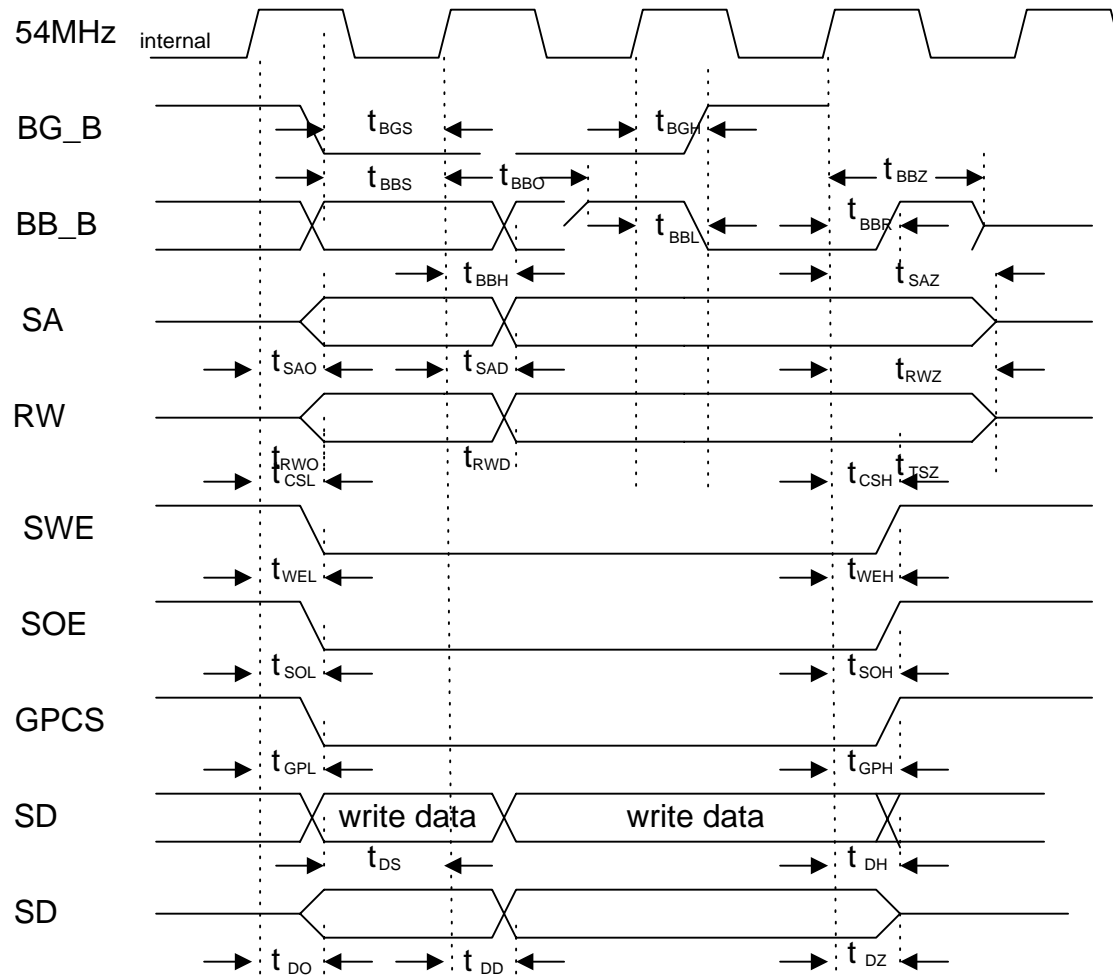 54MHz internal
BG_B
tBGS tBGH
tBBS tBBO tBBZ
BB_B
tBBL tBBR
tBBH tSAZ
SA
tSAO tSAD tRWZ
RW
tRWO tRWD tTSZ
tCSL tCSH
SWE
tWEL tWEH
SOE
tSOL tSOH
GPCS
tGPL tGPH
SD write data write data
tDS tDH
SD
tDO tDD tDZ